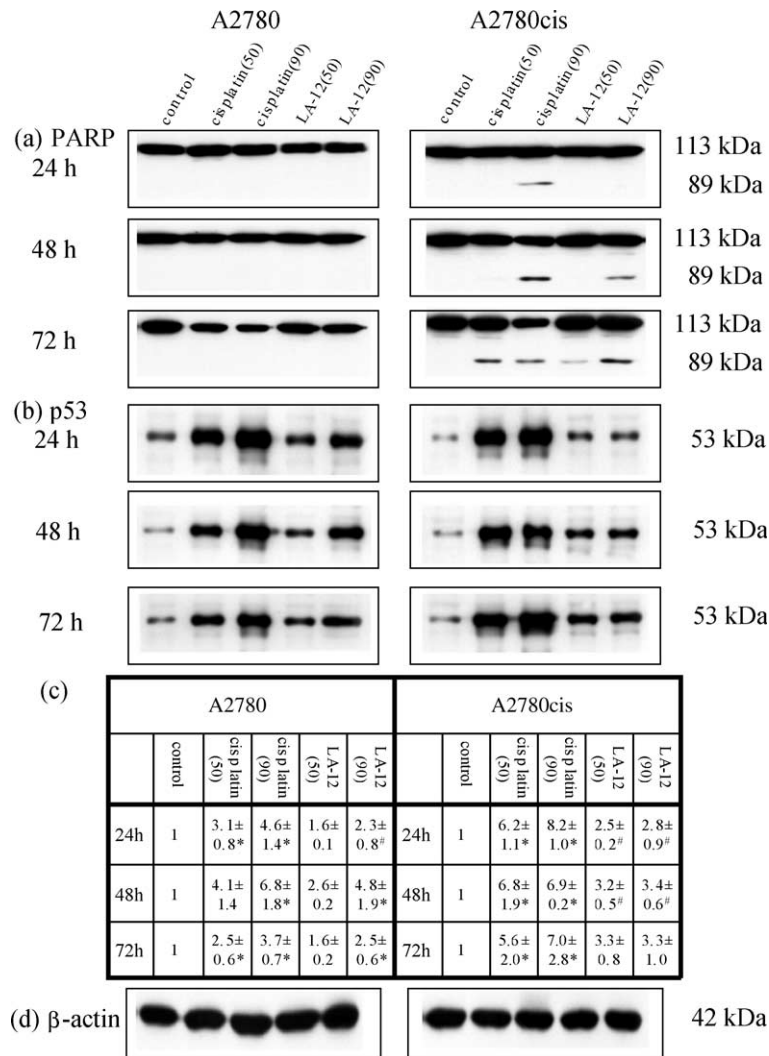 A2780 A2780cis
control cisplatin(50) cisplatin(90) LA-12(50) LA-12(90) control cisplatin(50) cisplatin(90) LA-12(50) LA-12(90)
(a) PARP 113 kDa
24 h 89 kDa
113 kDa
48 h 89 kDa
113 kDa
72 h 89 kDa
(b) p53
24 h 53 kDa
48 h 53 kDa
72 h 53 kDa
(c)
A2780 A2780cis
control cisplatin (50) cisplatin (90) LA-12 (50) LA-12 (90) control cisplatin (50) cisplatin (90) LA-12 (50) LA-12 (90)
24h 1 3.1± 0.8* 4.6± 1.4* 1.6± 0.1 2.3± 0.8# 24h 1 6.2± 1.1* 8.2± 1.0* 2.5± 0.2# 2.8± 0.9#
48h 1 4.1± 1.4 6.8± 1.8* 2.6± 0.2 4.8± 1.9* 48h 1 6.8± 1.9* 6.9± 0.2* 3.2± 0.5# 3.4± 0.6#
72h 1 2.5± 0.6* 3.7± 0.7* 1.6± 0.2 2.5± 0.6* 72h 1 5.6± 2.0* 7.0± 2.8* 3.3± 0.8 3.3± 1.0
(d) β-actin 42 kDa